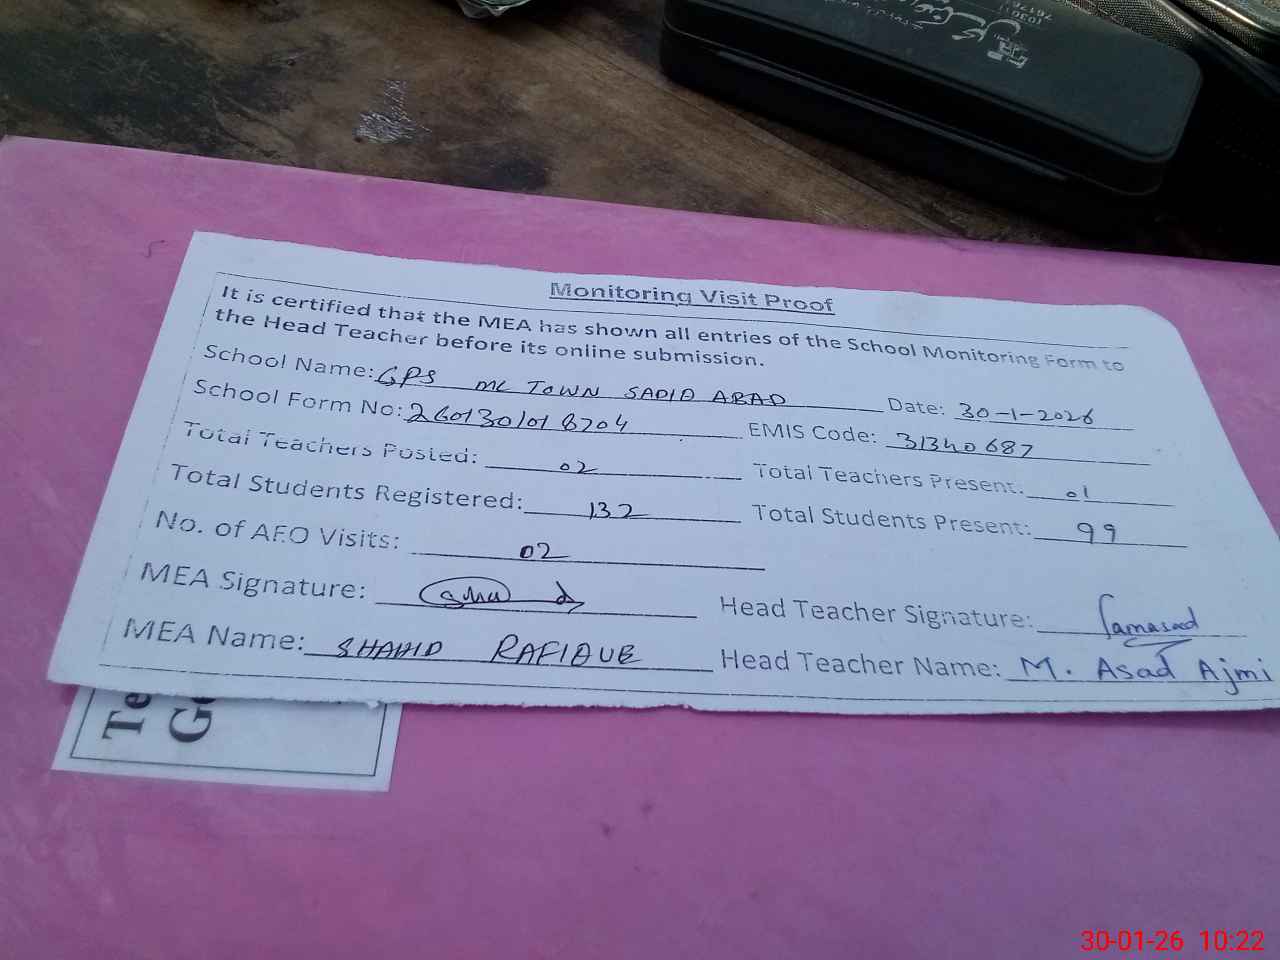 Monitoring Visit Proof
It is certified that the MEA has shown all entries of the School Monitoring Form to
the Head Teacher before its online submission.
School Name: GPS MC TOWN SADIQ ABAD Date: 30-1-2026
School Form No: 2601301018704 EMIS Code: 31340687
Total Teachers Posted: 02 Total Teachers Present: 01
Total Students Registered: 132 Total Students Present: 99
No. of AEO Visits: 02
MEA Signature: Head Teacher Signature:
MEA Name: SHAHID RAFIQUE Head Teacher Name: M. Asad Ajmi
Te
Ge
30-01-26 10:22